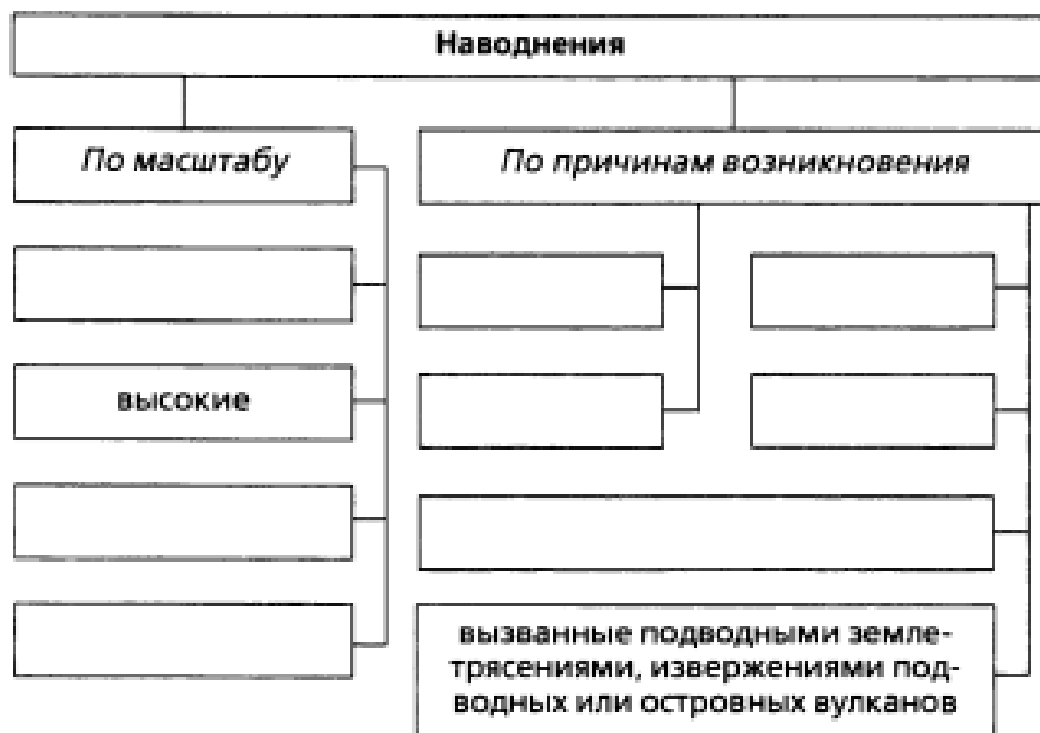 Наводнения
По масштабу
По причинам возникновения
высокие
вызванные подводными земле-
трясениями, извержениями под-
водных или островных вулканов